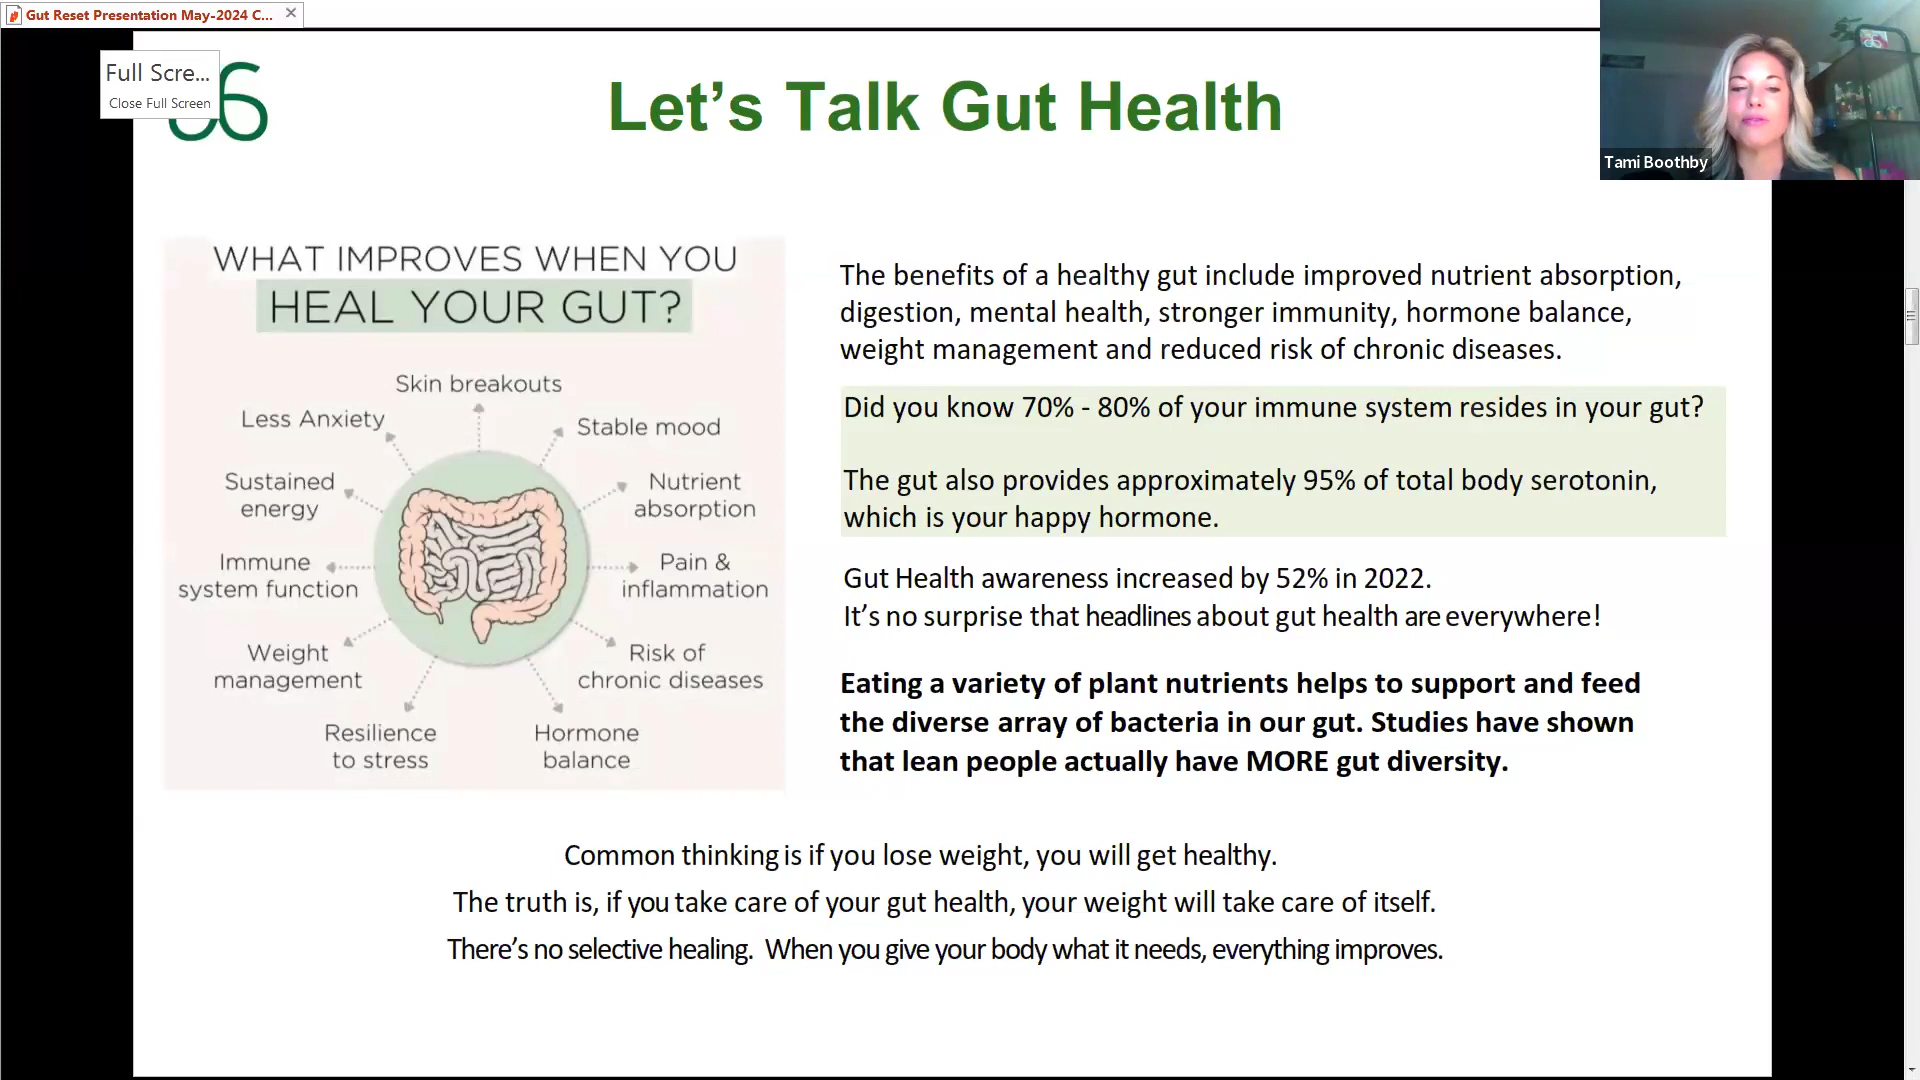 Gut Reset Presentation May-2024 C...
Full Scre...
Close Full Screen
Let's Talk Gut Health
Tami Boothby
WHAT IMPROVES WHEN YOU
HEAL YOUR GUT?
Skin breakouts
Less Anxiety
Stable mood
Sustained
energy
Nutrient
absorption
Immune
system function
Pain &
inflammation
Weight
management
Risk of
chronic diseases
Resilience
to stress
Hormone
balance
The benefits of a healthy gut include improved nutrient absorption,
digestion, mental health, stronger immunity, hormone balance,
weight management and reduced risk of chronic diseases.
Did you know 70% - 80% of your immune system resides in your gut?
The gut also provides approximately 95% of total body serotonin,
which is your happy hormone.
Gut Health awareness increased by 52% in 2022.
It's no surprise that headlines about gut health are everywhere!
Eating a variety of plant nutrients helps to support and feed
the diverse array of bacteria in our gut. Studies have shown
that lean people actually have MORE gut diversity.
Common thinking is if you lose weight, you will get healthy.
The truth is, if you take care of your gut health, your weight will take care of itself.
There's no selective healing. When you give your body what it needs, everything improves.